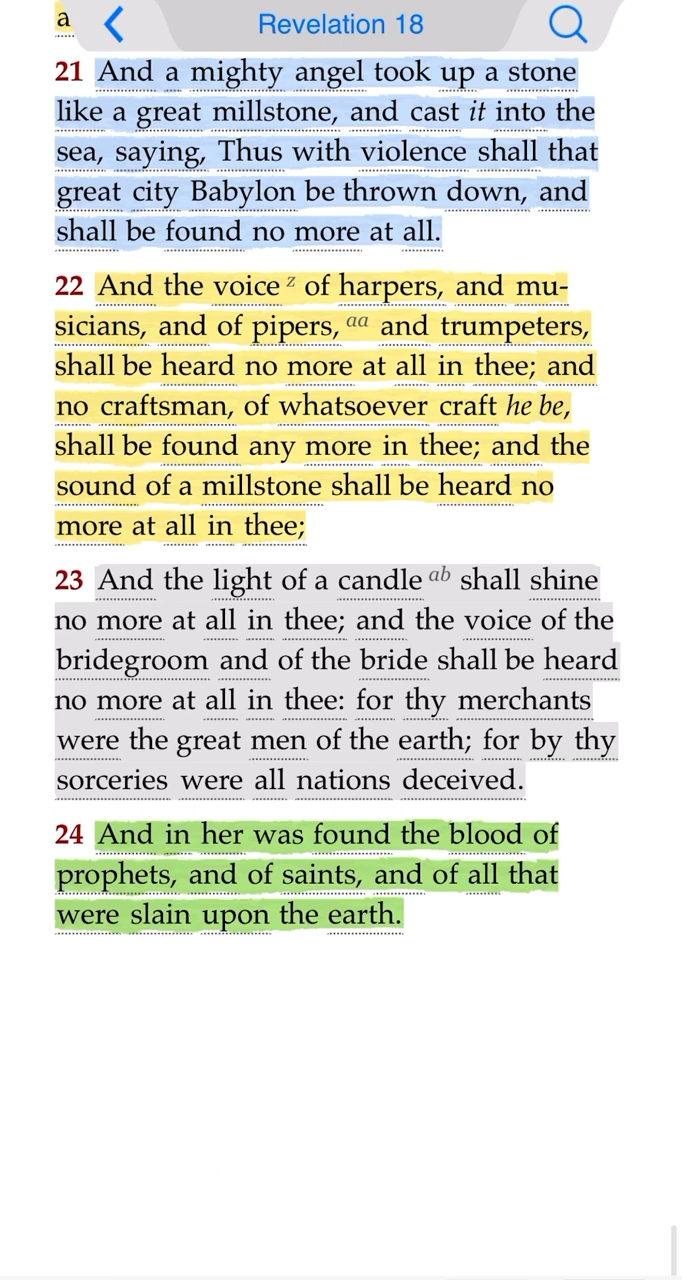 a
Revelation 18
21 And a mighty angel took up a stone
like a great millstone, and cast it into the
sea, saying, Thus with violence shall that
great city Babylon be thrown down, and
shall be found no more at all.
22 And the voice z of harpers, and mu-
sicians, and of pipers, aa and trumpeters,
shall be heard no more at all in thee; and
no craftsman, of whatsoever craft he be,
shall be found any more in thee; and the
sound of a millstone shall be heard no
more at all in thee;
23 And the light of a candle ab shall shine
no more at all in thee; and the voice of the
bridegroom and of the bride shall be heard
no more at all in thee: for thy merchants
were the great men of the earth; for by thy
sorceries were all nations deceived.
24 And in her was found the blood of
prophets, and of saints, and of all that
were slain upon the earth.